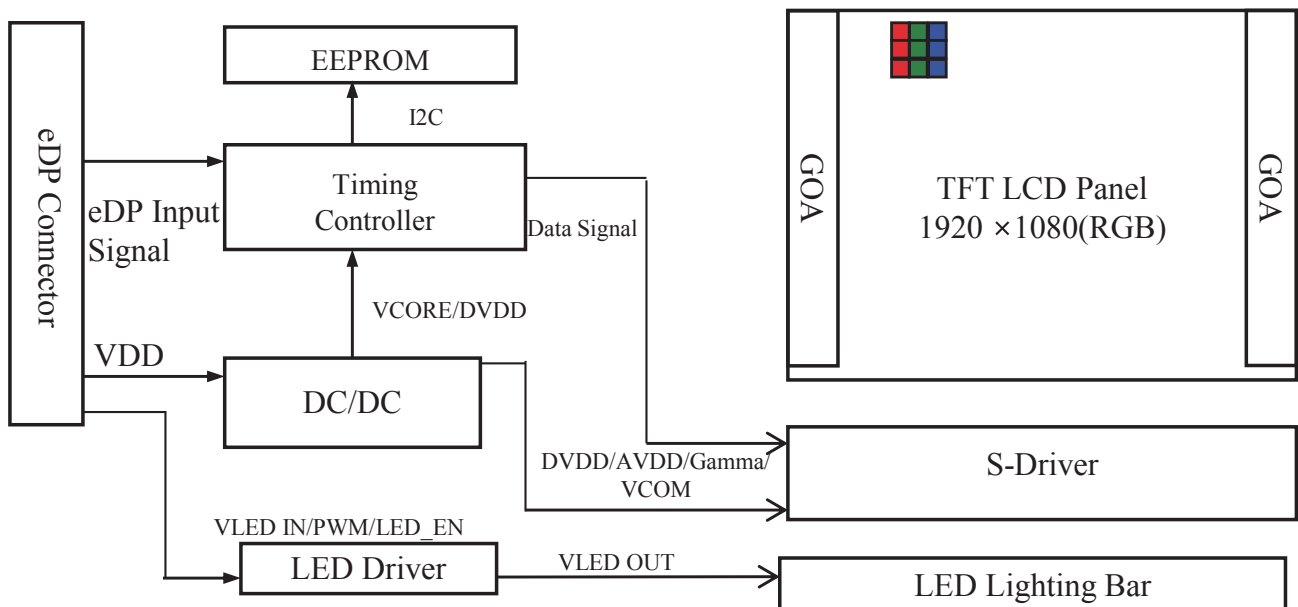 EEPROM
I2C
eDP Connector
eDP Input
Signal
Timing
Controller
Data Signal
VCORE/DVDD
VDD
DC/DC
DVDD/AVDD/Gamma/
VCOM
VLED IN/PWM/LED_EN
LED Driver
VLED OUT
GOA
TFT LCD Panel
1920 ×1080(RGB)
GOA
S-Driver
LED Lighting Bar